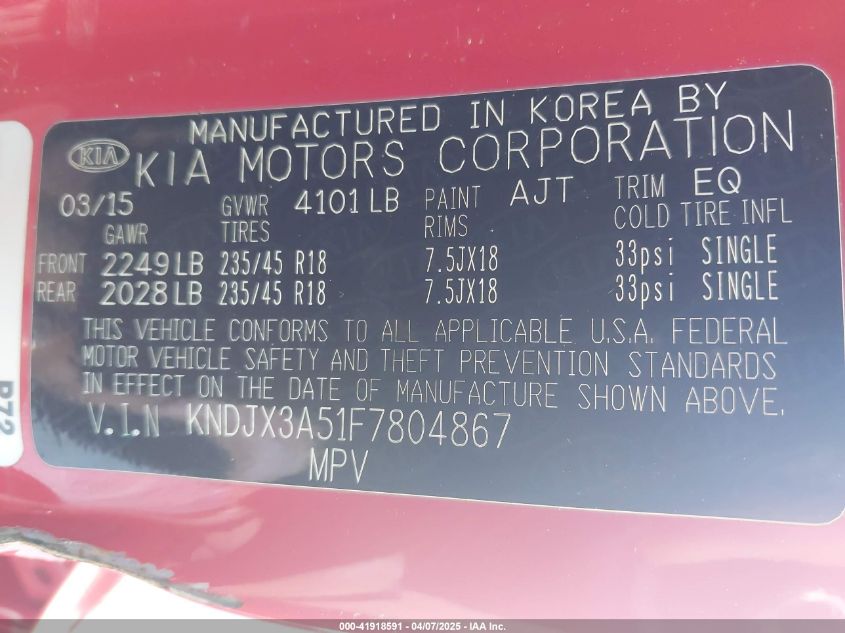 MANUFACTURED IN KOREA BY
KIA KIA MOTORS CORPORATION
03/15 GVWR 4101 LB PAINT AJT TRIM EQ
GAWR TIRES RIMS COLD TIRE INFL
FRONT 2249 LB 235/45 R18 7.5JX18 33psi SINGLE
REAR 2028 LB 235/45 R18 7.5JX18 33psi SINGLE
THIS VEHICLE CONFORMS TO ALL APPLICABLE U.S.A. FEDERAL
MOTOR VEHICLE SAFETY AND THEFT PREVENTION STANDARDS
IN EFFECT ON THE DATE OF MANUFACTURE SHOWN ABOVE.
V.I.N KNDJX3A51F7804867
MPV
P72
000-41918591 - 04/07/2025 - IAA Inc.